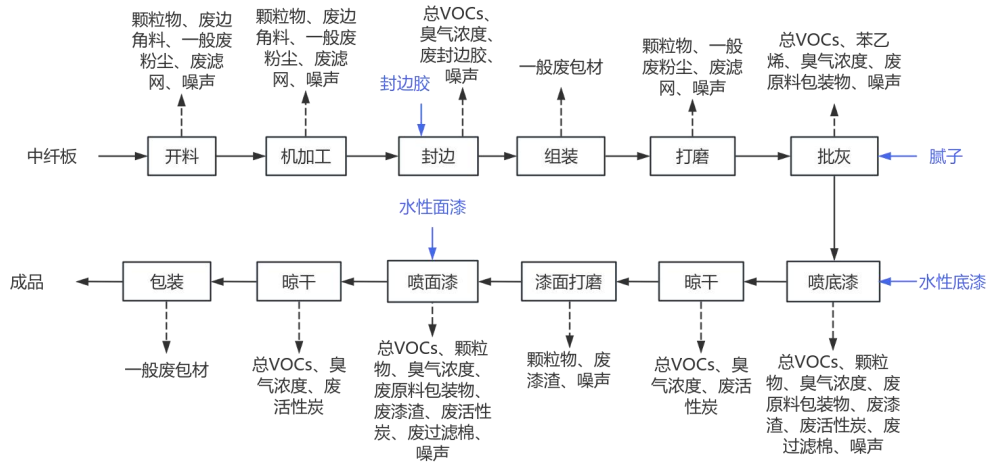 颗粒物、废边
角料、一般废
粉尘、废滤
网、噪声
颗粒物、废边
角料、一般废
粉尘、废滤
网、噪声
总VOCs、
臭气浓度、
废封边胶、
噪声
一般废包材
颗粒物、一般
废粉尘、废滤
网、噪声
总VOCs、苯乙
烯、臭气浓度、废
原料包装物、噪声
封边胶
中纤板
开料
机加工
封边
组装
打磨
批灰
腻子
水性面漆
成品
包装
晾干
喷面漆
漆面打磨
晾干
喷底漆
水性底漆
一般废包材
总VOCs、臭
气浓度、废
活性炭
总VOCs、颗粒
物、臭气浓度、
废原料包装物、
废漆渣、废活性
炭、废过滤棉、
噪声
颗粒物、废
漆渣、噪声
总VOCs、臭
气浓度、废活
性炭
总VOCs、颗粒
物、臭气浓度、废
原料包装物、废漆
渣、废活性炭、废
过滤棉、噪声